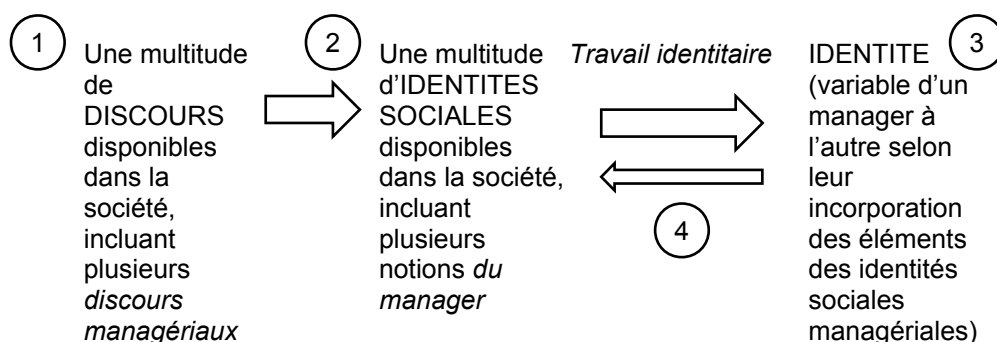 1
Une multitude
de
DISCOURS
disponibles
dans la
société,
incluant
plusieurs
discours
managériaux
2
Une multitude
d'IDENTITES
SOCIALES
disponibles
dans la société,
incluant
plusieurs
notions du
manager
Travail identitaire
4
IDENTITE
(variable d'un
manager à
l'autre selon
leur
incorporation
des éléments
des identités
sociales
managériales)
3